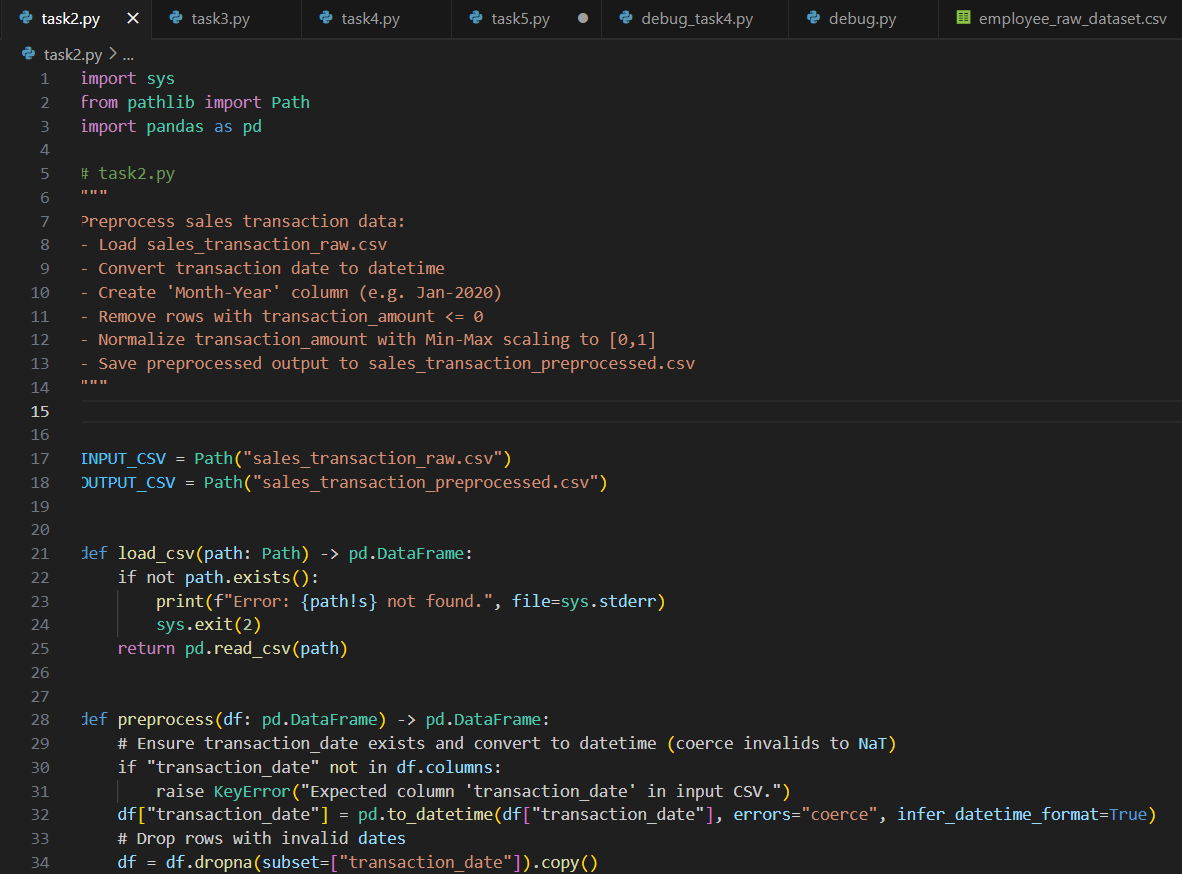 task2.py
task3.py
task4.py
task5.py
debug_task4.py
debug.py
employee_raw_dataset.csv
task2.py > ...
1 import sys
2 from pathlib import Path
3 import pandas as pd
4
5 # task2.py
6 """
7 Preprocess sales transaction data:
8 - Load sales_transaction_raw.csv
9 - Convert transaction date to datetime
10 - Create 'Month-Year' column (e.g. Jan-2020)
11 - Remove rows with transaction_amount <= 0
12 - Normalize transaction_amount with Min-Max scaling to [0,1]
13 - Save preprocessed output to sales_transaction_preprocessed.csv
14 """
15
16
17 INPUT_CSV = Path("sales_transaction_raw.csv")
18 OUTPUT_CSV = Path("sales_transaction_preprocessed.csv")
19
20
21 def load_csv(path: Path) -> pd.DataFrame:
22     if not path.exists():
23         print(f"Error: {path!s} not found.", file=sys.stderr)
24         sys.exit(2)
25     return pd.read_csv(path)
26
27
28 def preprocess(df: pd.DataFrame) -> pd.DataFrame:
29     # Ensure transaction_date exists and convert to datetime (coerce invalids to NaT)
30     if "transaction_date" not in df.columns:
31         raise KeyError("Expected column 'transaction_date' in input CSV.")
32     df["transaction_date"] = pd.to_datetime(df["transaction_date"], errors="coerce", infer_datetime_format=True)
33     # Drop rows with invalid dates
34     df = df.dropna(subset=["transaction_date"]).copy()